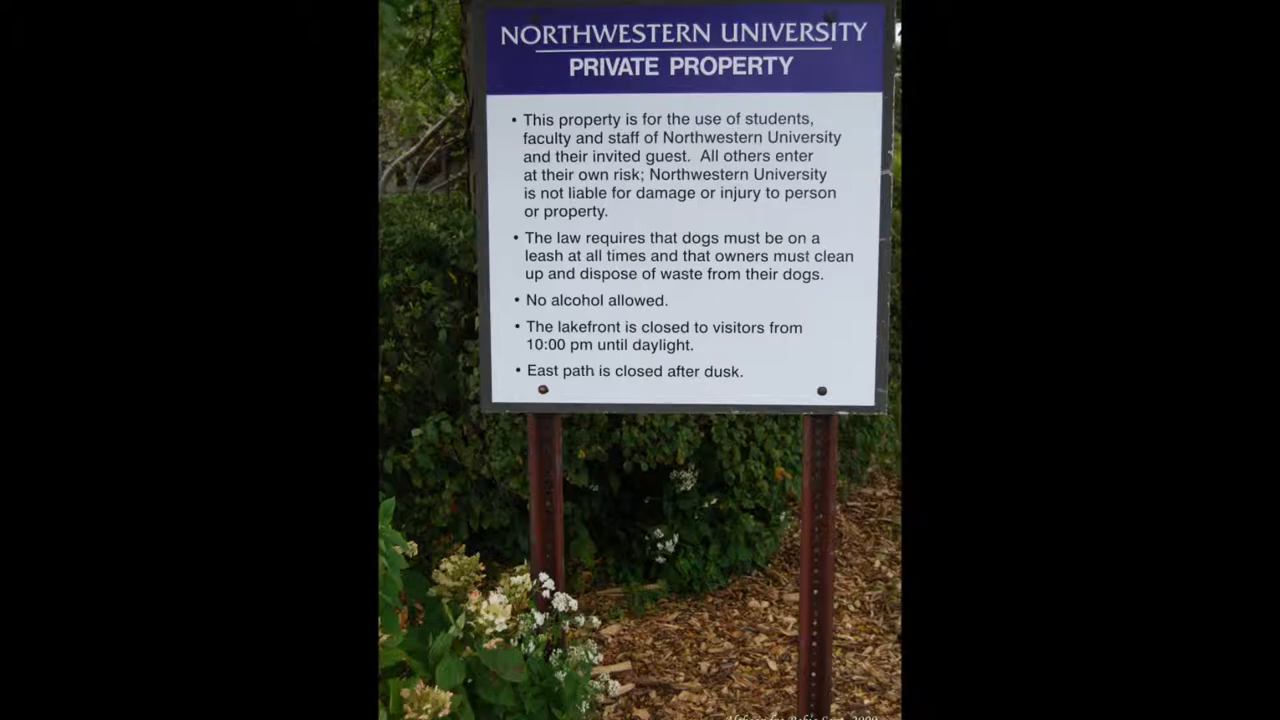 NORTHWESTERN UNIVERSITY
PRIVATE PROPERTY
• This property is for the use of students,
faculty and staff of Northwestern University
and their invited guest. All others enter
at their own risk; Northwestern University
is not liable for damage or injury to person
or property.
• The law requires that dogs must be on a
leash at all times and that owners must clean
up and dispose of waste from their dogs.
• No alcohol allowed.
• The lakefront is closed to visitors from
10:00 pm until daylight.
• East path is closed after dusk.